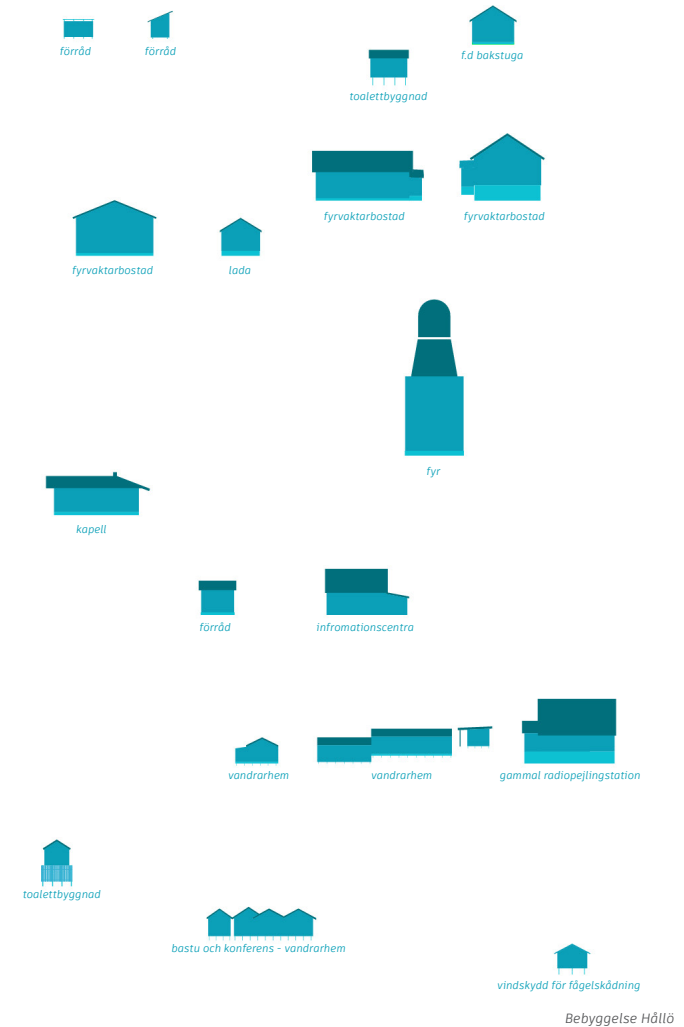 förråd
förråd
f.d bakstuga
toalettbyggnad
fyrvaktarbostad
fyrvaktarbostad
fyrvaktarbostad
lada
fyr
kapell
förråd
infromationscentra
vandrarhem
vandrarhem
gammal radiopejlingstation
toalettbyggnad
bastu och konferens - vandrarhem
vindskydd för fågelskådning
Bebyggelse Hållö